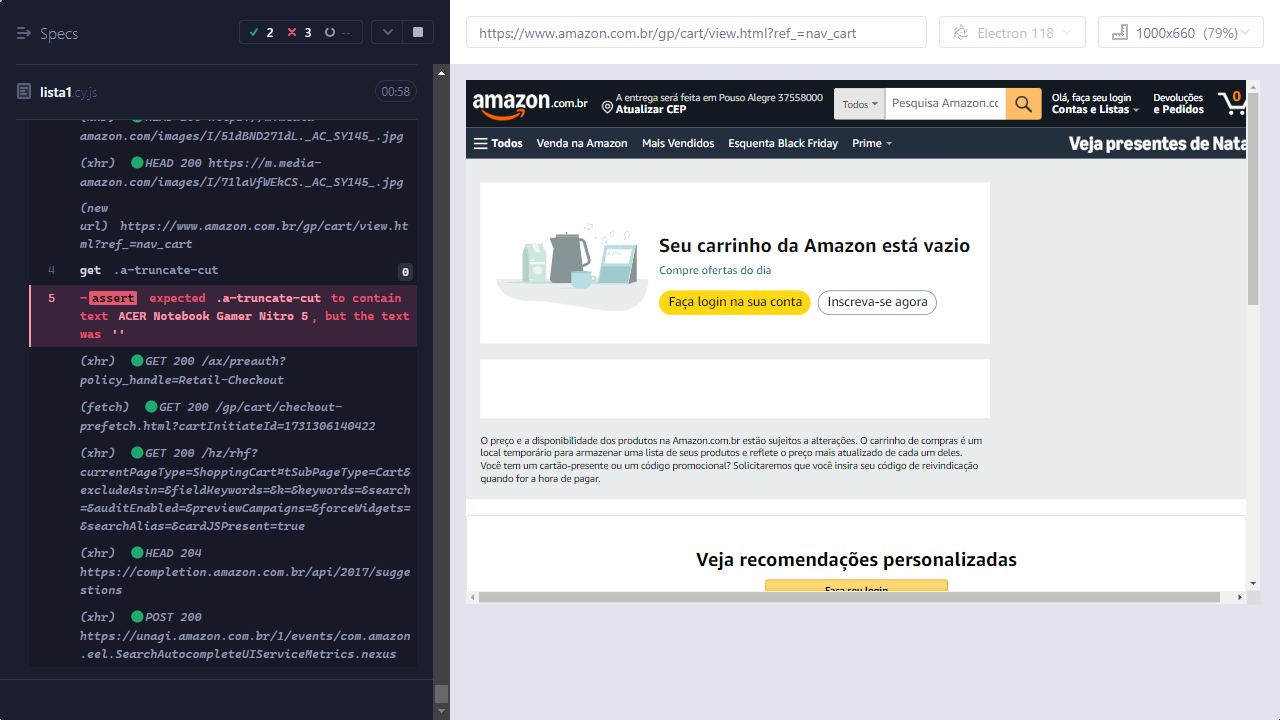 Specs
2
3
--
lista1.cy.js
00:58
amazon.com/images/I/51dBND271dL._AC_SY145_.jpg
(xhr) HEAD 200 https://m.media-
amazon.com/images/I/71laVfWEkCS._AC_SY145_.jpg
(new
url) https://www.amazon.com.br/gp/cart/view.ht
ml?ref_=nav_cart
4 get .a-truncate-cut 0
5 -assert expected .a-truncate-cut to contain
text ACER Notebook Gamer Nitro 5, but the text
was ''
(xhr) GET 200 /ax/preauth?
policy_handle=Retail-Checkout
(fetch) GET 200 /gp/cart/checkout-
prefetch.html?cartInitiateId=1731306140422
(xhr) GET 200 /hz/rhf?
currentPageType=ShoppingCart¤tSubPageType=Cart&
excludeAsin=&fieldKeywords=&k=&keywords=&search
=&auditEnabled=&previewCampaigns=&forceWidgets=
&searchAlias=&cardJSPresent=true
(xhr) HEAD 204
https://completion.amazon.com.br/api/2017/sugge
stions
(xhr) POST 200
https://unagi.amazon.com.br/1/events/com.amazon
.eel.SearchAutocompleteUIServiceMetrics.nexus
https://www.amazon.com.br/gp/cart/view.html?ref_=nav_cart
Electron 118
1000x660 (79%)
amazon.com.br
A entrega será feita em Pouso Alegre 37558000
Atualizar CEP
Todos
Pesquisa Amazon.cc
Olá, faça seu login
Contas e Listas
Devoluções
e Pedidos
0
Todos
Venda na Amazon
Mais Vendidos
Esquenta Black Friday
Prime
Veja presentes de Nata
Seu carrinho da Amazon está vazio
Compre ofertas do dia
Faça login na sua conta
Inscreva-se agora
O preço e a disponibilidade dos produtos na Amazon.com.br estão sujeitos a alterações. O carrinho de compras é um
local temporário para armazenar uma lista de seus produtos e reflete o preço mais atualizado de cada um deles.
Você tem um cartão-presente ou um código promocional? Solicitaremos que você insira seu código de reivindicação
quando for a hora de pagar.
Veja recomendações personalizadas
Faça seu login